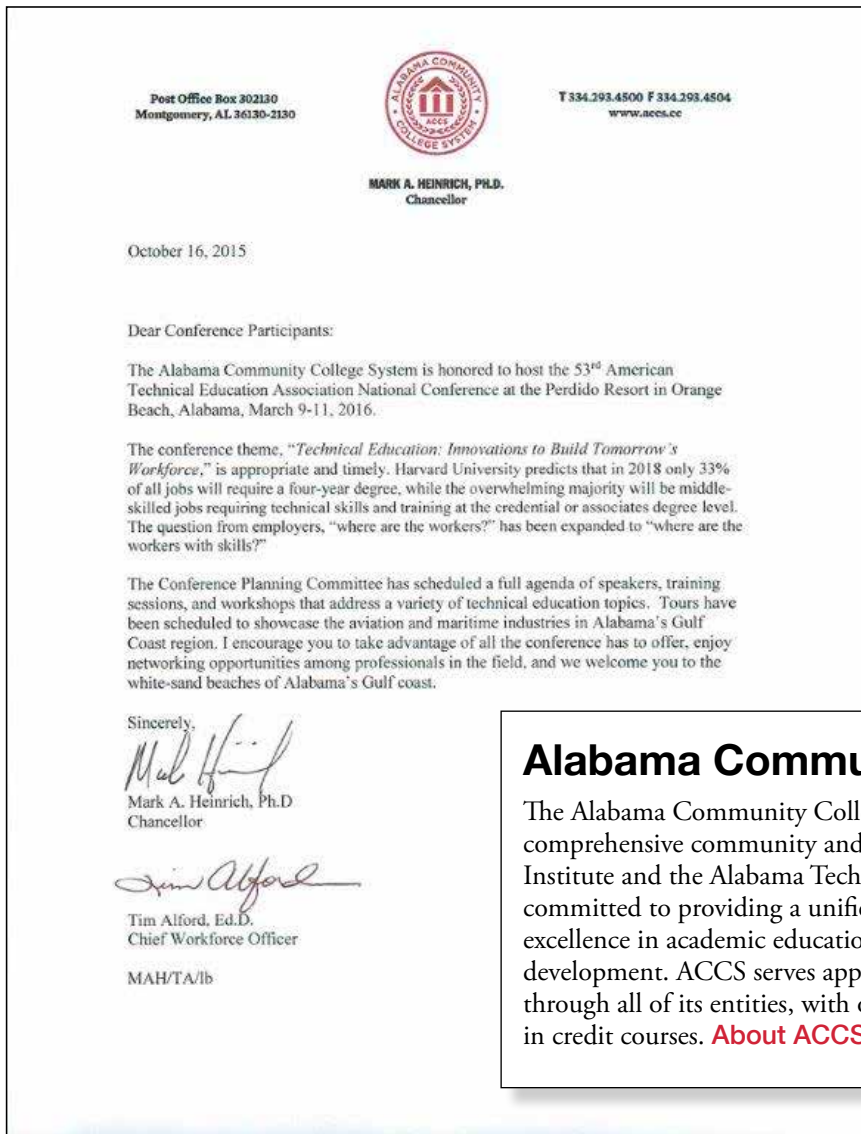 Post Office Box 302130
Montgomery, AL 36130-2130
ALABAMA COMMUNITY
COLLEGE SYSTEM
ACCS
T 334.293.4500 F 334.293.4504
www.accs.cc
MARK A. HEINRICH, PH.D.
Chancellor
October 16, 2015
Dear Conference Participants:
The Alabama Community College System is honored to host the 53rd American
Technical Education Association National Conference at the Perdido Resort in Orange
Beach, Alabama, March 9-11, 2016.
The conference theme, “Technical Education: Innovations to Build Tomorrow’s
Workforce,” is appropriate and timely. Harvard University predicts that in 2018 only 33%
of all jobs will require a four-year degree, while the overwhelming majority will be middle-
skilled jobs requiring technical skills and training at the credential or associates degree level.
The question from employers, “where are the workers?” has been expanded to “where are the
workers with skills?”
The Conference Planning Committee has scheduled a full agenda of speakers, training
sessions, and workshops that address a variety of technical education topics. Tours have
been scheduled to showcase the aviation and maritime industries in Alabama’s Gulf
Coast region. I encourage you to take advantage of all the conference has to offer, enjoy
networking opportunities among professionals in the field, and we welcome you to the
white-sand beaches of Alabama’s Gulf coast.
Sincerely,
Mark A. Heinrich, Ph.D
Chancellor
Tim Alford
Tim Alford, Ed.D.
Chief Workforce Officer
MAH/TA/lb
Alabama Commu
The Alabama Community Coll
comprehensive community and
Institute and the Alabama Tech
committed to providing a unifi
excellence in academic educatio
development. ACCS serves app
through all of its entities, with
in credit courses. About ACCS